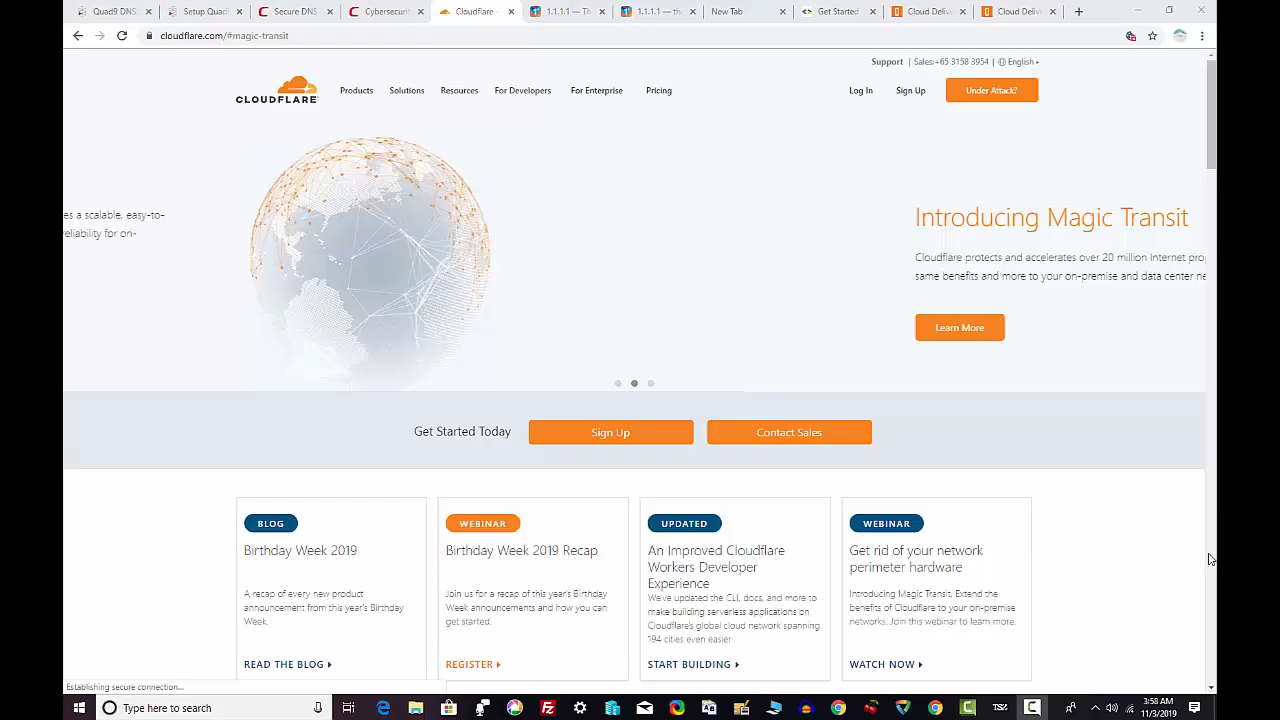 Quad9 DNS:
Setup Quad
Secure DNS
Cybersecuri
Cloudflare -
1.1.1.1 — Th
1.1.1.1 — the
New Tab
Get Started
Cloud Deliv
Cloud Deliv
cloudflare.com/#magic-transit
Support | Sales:+65 3158 3954 | English
CLOUDFLARE
Products Solutions Resources For Developers For Enterprise Pricing
Log In Sign Up Under Attack?
es a scalable, easy-to-
reliability for on-
Introducing Magic Transit
Cloudflare protects and accelerates over 20 million Internet prop
same benefits and more to your on-premise and data center ne
Learn More
Get Started Today Sign Up Contact Sales
BLOG
Birthday Week 2019
A recap of every new product
announcement from this year's Birthday
Week.
READ THE BLOG
WEBINAR
Birthday Week 2019 Recap
Join us for a recap of this year's Birthday
Week announcements and how you can
get started.
REGISTER
UPDATED
An Improved Cloudflare
Workers Developer
Experience
We've updated the CLI, docs, and more to
make building serverless applications on
Cloudflare's global cloud network spanning
194 cities even easier.
START BUILDING
WEBINAR
Get rid of your network
perimeter hardware
Introducing Magic Transit. Extend the
benefits of Cloudflare to your on-premise
networks. Join this webinar to learn more.
WATCH NOW
Establishing secure connection...
Type here to search
3:58 AM
11/3/2019